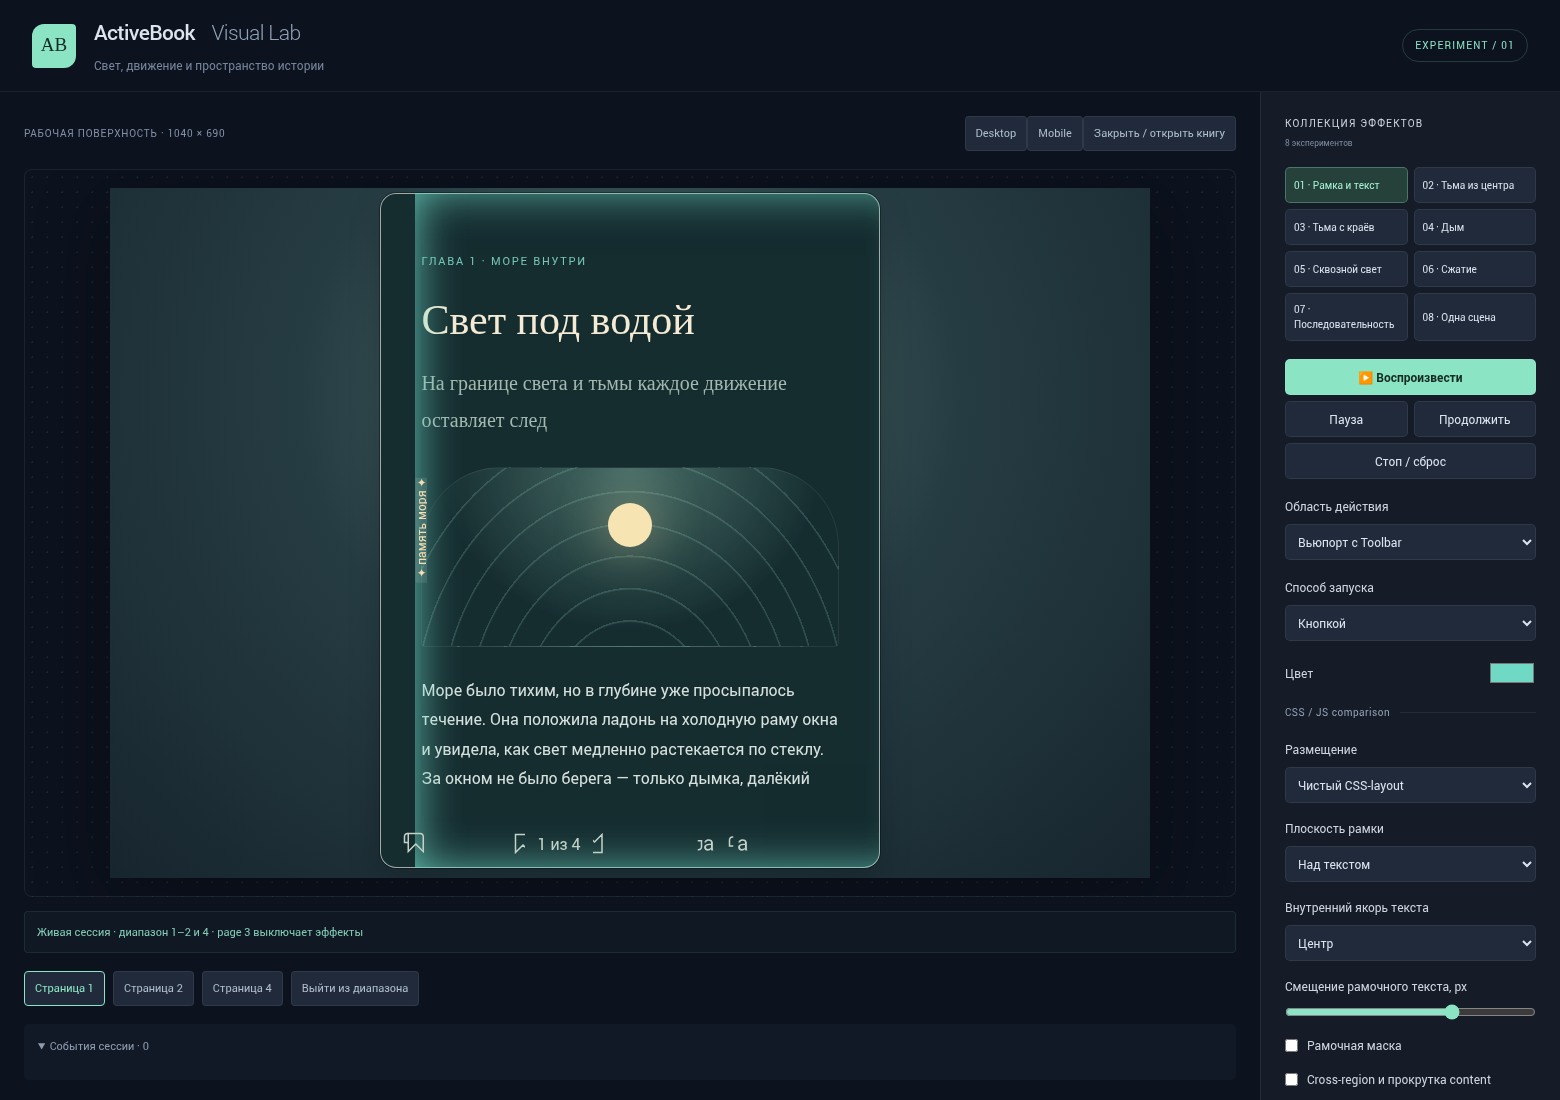 AB
ActiveBook Visual Lab
Свет, движение и пространство истории
EXPERIMENT / 01
РАБОЧАЯ ПОВЕРХНОСТЬ · 1040 × 690
Desktop
Mobile
Закрыть / открыть книгу
ГЛАВА 1 · МОРЕ ВНУТРИ
Свет под водой
На границе света и тьмы каждое движение
оставляет след
✦ память моря ✦
Море было тихим, но в глубине уже просыпалось
течение. Она положила ладонь на холодную раму окна
и увидела, как свет медленно растекается по стеклу.
За окном не было берега — только дымка, далёкий
1 из 4
Живая сессия · диапазон 1–2 и 4 · page 3 выключает эффекты
Страница 1
Страница 2
Страница 4
Выйти из диапазона
▼ События сессии · 0
КОЛЛЕКЦИЯ ЭФФЕКТОВ
8 экспериментов
01 · Рамка и текст
02 · Тьма из центра
03 · Тьма с краёв
04 · Дым
05 · Сквозной свет
06 · Сжатие
07 ·
Последовательность
08 · Одна сцена
▶️ Воспроизвести
Пауза
Продолжить
Стоп / сброс
Область действия
Вьюпорт с Toolbar
Способ запуска
Кнопкой
Цвет
CSS / JS comparison
Размещение
Чистый CSS-layout
Плоскость рамки
Над текстом
Внутренний якорь текста
Центр
Смещение рамочного текста, px
Рамочная маска
Cross-region и прокрутка content